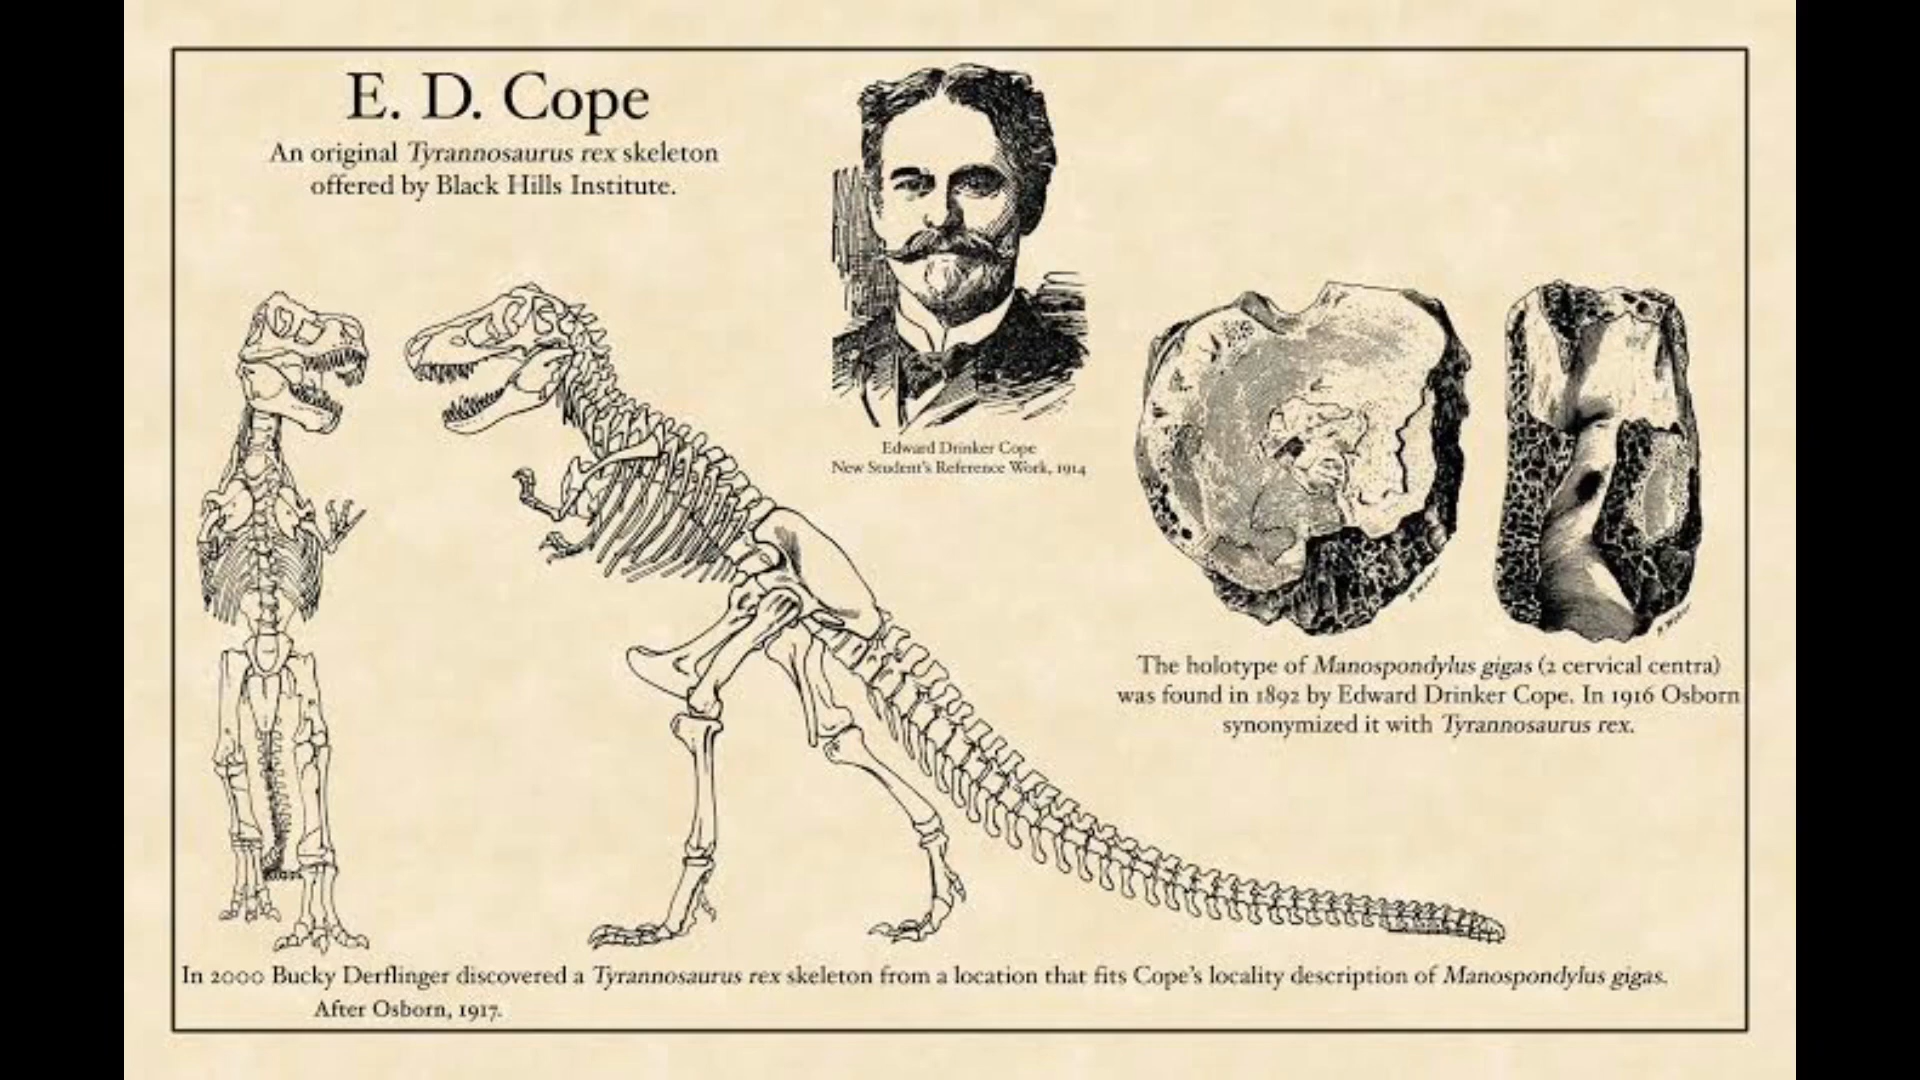 E. D. Cope
An original Tyrannosaurus rex skeleton
offered by Black Hills Institute.
Edward Drinker Cope
New Student's Reference Work, 1914
The holotype of Manospondylus gigas (2 cervical centra)
was found in 1892 by Edward Drinker Cope. In 1916 Osborn
synonymized it with Tyrannosaurus rex.
In 2000 Bucky Derflinger discovered a Tyrannosaurus rex skeleton from a location that fits Cope's locality description of Manospondylus gigas.
After Osborn, 1917.